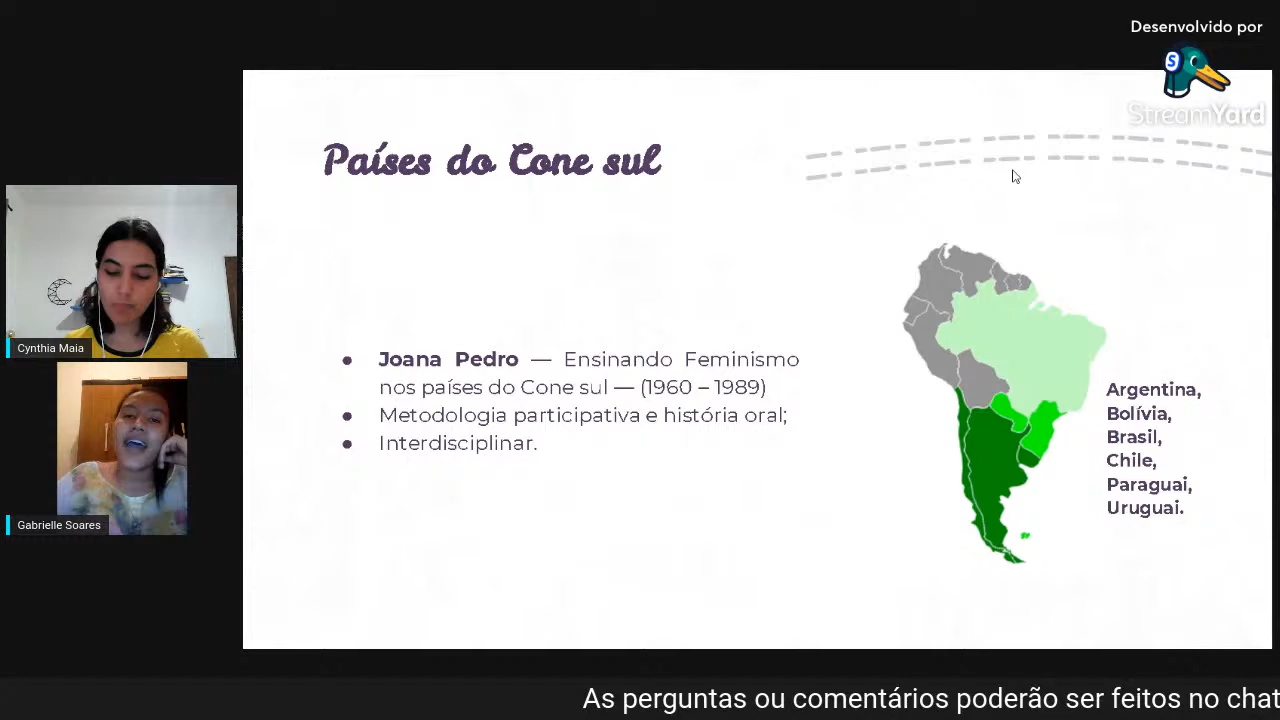 Desenvolvido por
S
StreamYard
Países do Cone sul
Cynthia Maia
Gabrielle Soares
● Joana Pedro — Ensinando Feminismo
nos países do Cone sul — (1960 – 1989)
● Metodologia participativa e história oral;
● Interdisciplinar.
Argentina,
Bolívia,
Brasil,
Chile,
Paraguai,
Uruguai.
As perguntas ou comentários poderão ser feitos no chat